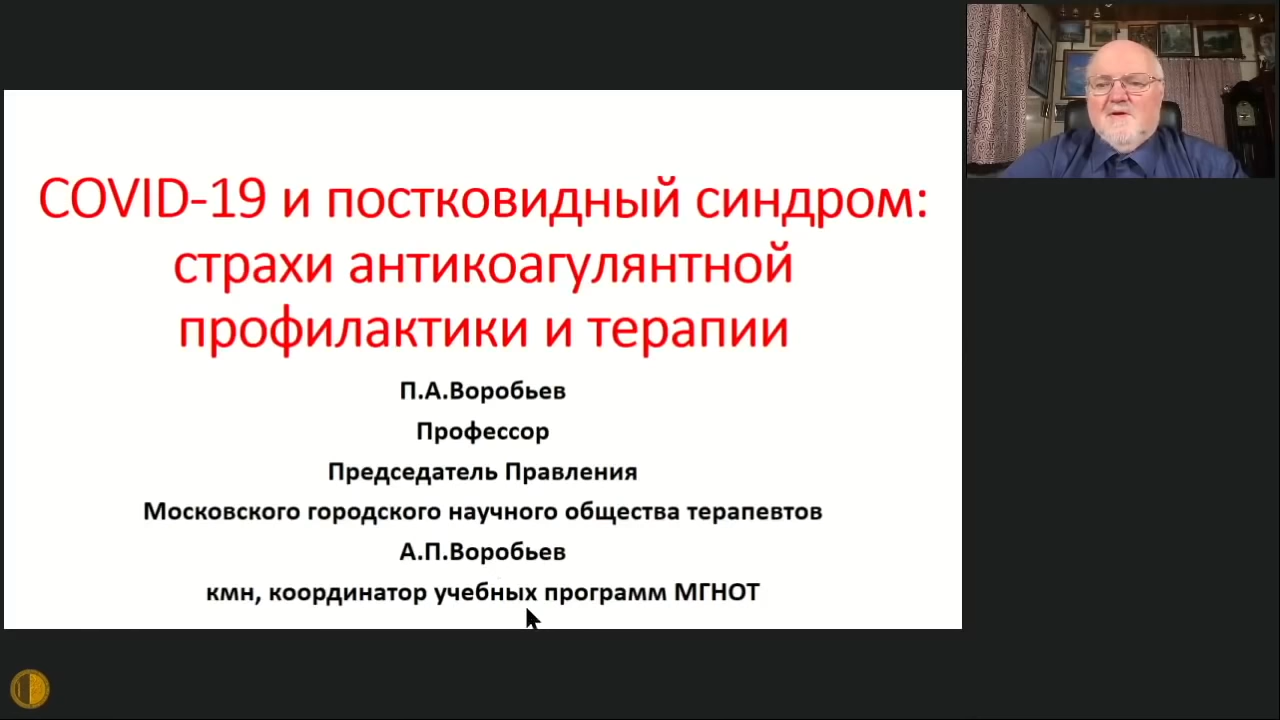 COVID-19 и постковидный синдром:
страхи антикоагулянтной
профилактики и терапии
П.А.Воробьев
Профессор
Председатель Правления
Московского городского научного общества терапевтов
А.П.Воробьев
кмн, координатор учебных программ МГНОТ